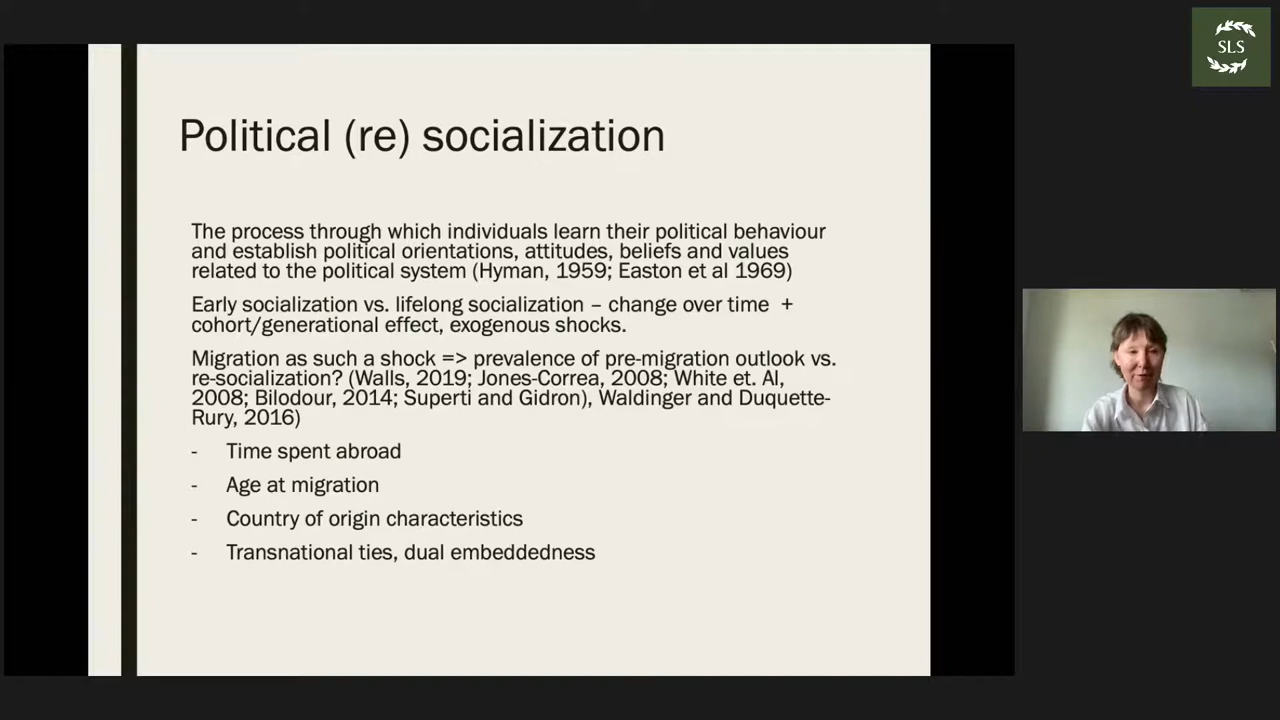 Political (re) socialization
The process through which individuals learn their political behaviour
and establish political orientations, attitudes, beliefs and values
related to the political system (Hyman, 1959; Easton et al 1969)
Early socialization vs. lifelong socialization – change over time  +
cohort/generational effect, exogenous shocks.
Migration as such a shock => prevalence of pre-migration outlook vs.
re-socialization? (Walls, 2019; Jones-Correa, 2008; White et. Al,
2008; Bilodour, 2014; Superti and Gidron), Waldinger and Duquette-
Rury, 2016)
- Time spent abroad
- Age at migration
- Country of origin characteristics
- Transnational ties, dual embeddedness
SLS